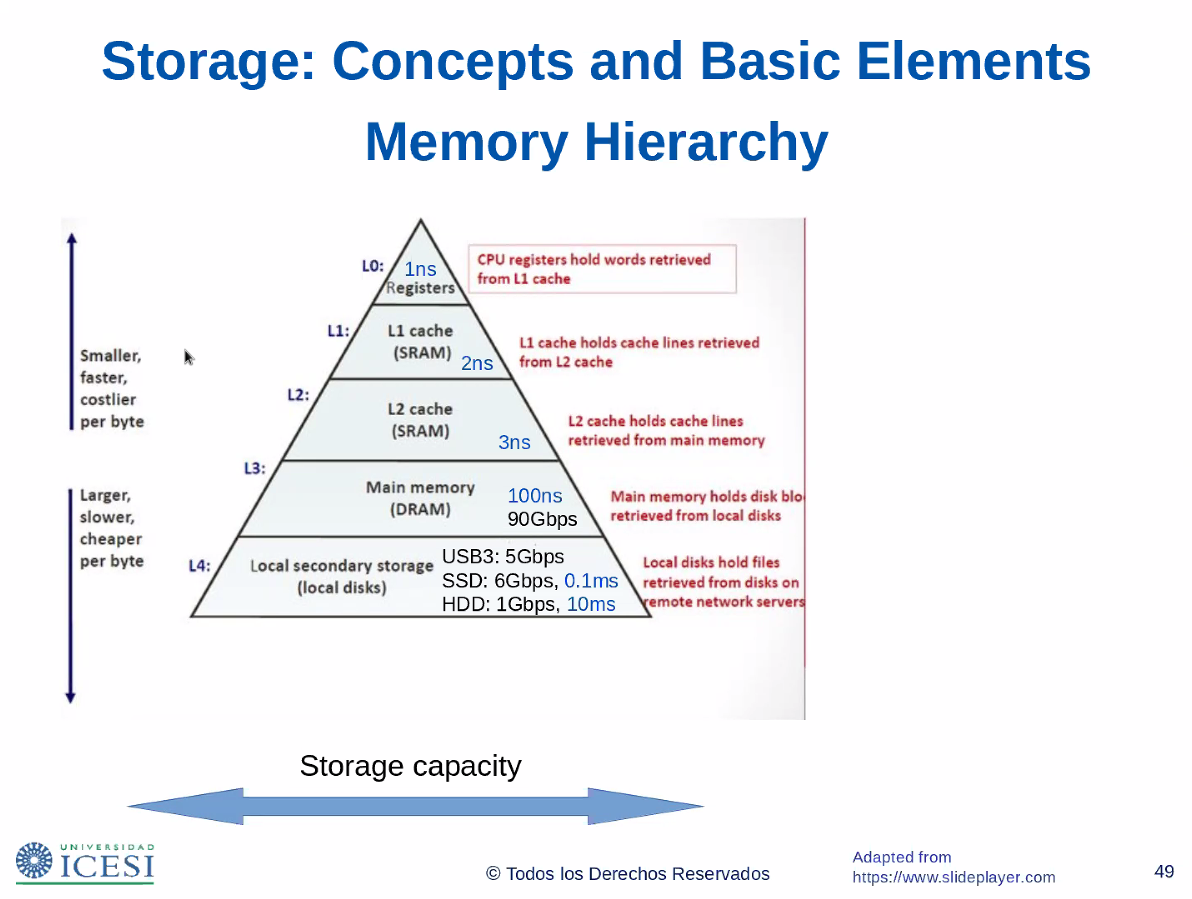 Storage: Concepts and Basic Elements
Memory Hierarchy
L0:
1ns
Registers
CPU registers hold words retrieved
from L1 cache
L1:
L1 cache
(SRAM)
2ns
L1 cache holds cache lines retrieved
from L2 cache
Smaller,
faster,
costlier
per byte
L2:
L2 cache
(SRAM)
3ns
L2 cache holds cache lines
retrieved from main memory
L3:
Main memory
(DRAM)
100ns
90Gbps
Main memory holds disk blo
retrieved from local disks
Larger,
slower,
cheaper
per byte
L4:
Local secondary storage
(local disks)
USB3: 5Gbps
SSD: 6Gbps, 0.1ms
HDD: 1Gbps, 10ms
Local disks hold files
retrieved from disks on
remote network servers
Storage capacity
UNIVERSIDAD
ICESI
© Todos los Derechos Reservados
Adapted from
https://www.slideplayer.com
49